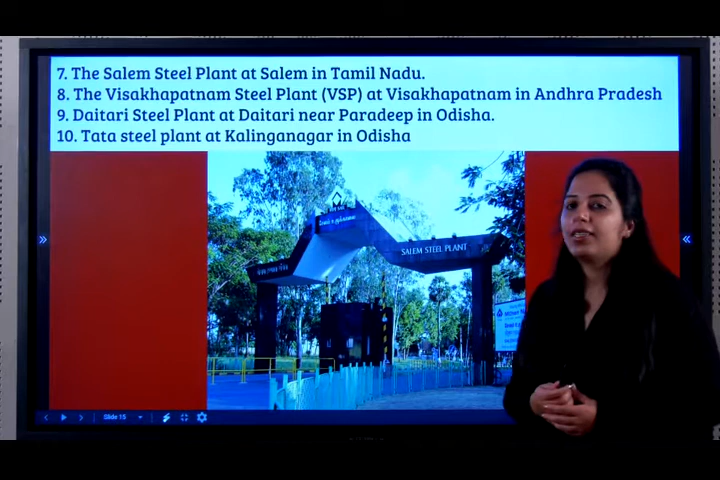 7. The Salem Steel Plant at Salem in Tamil Nadu.
8. The Visakhapatnam Steel Plant (VSP) at Visakhapatnam in Andhra Pradesh
9. Daitari Steel Plant at Daitari near Paradeep in Odisha.
10. Tata steel plant at Kalinganagar in Odisha
SALEM STEEL PLANT
Slide 15